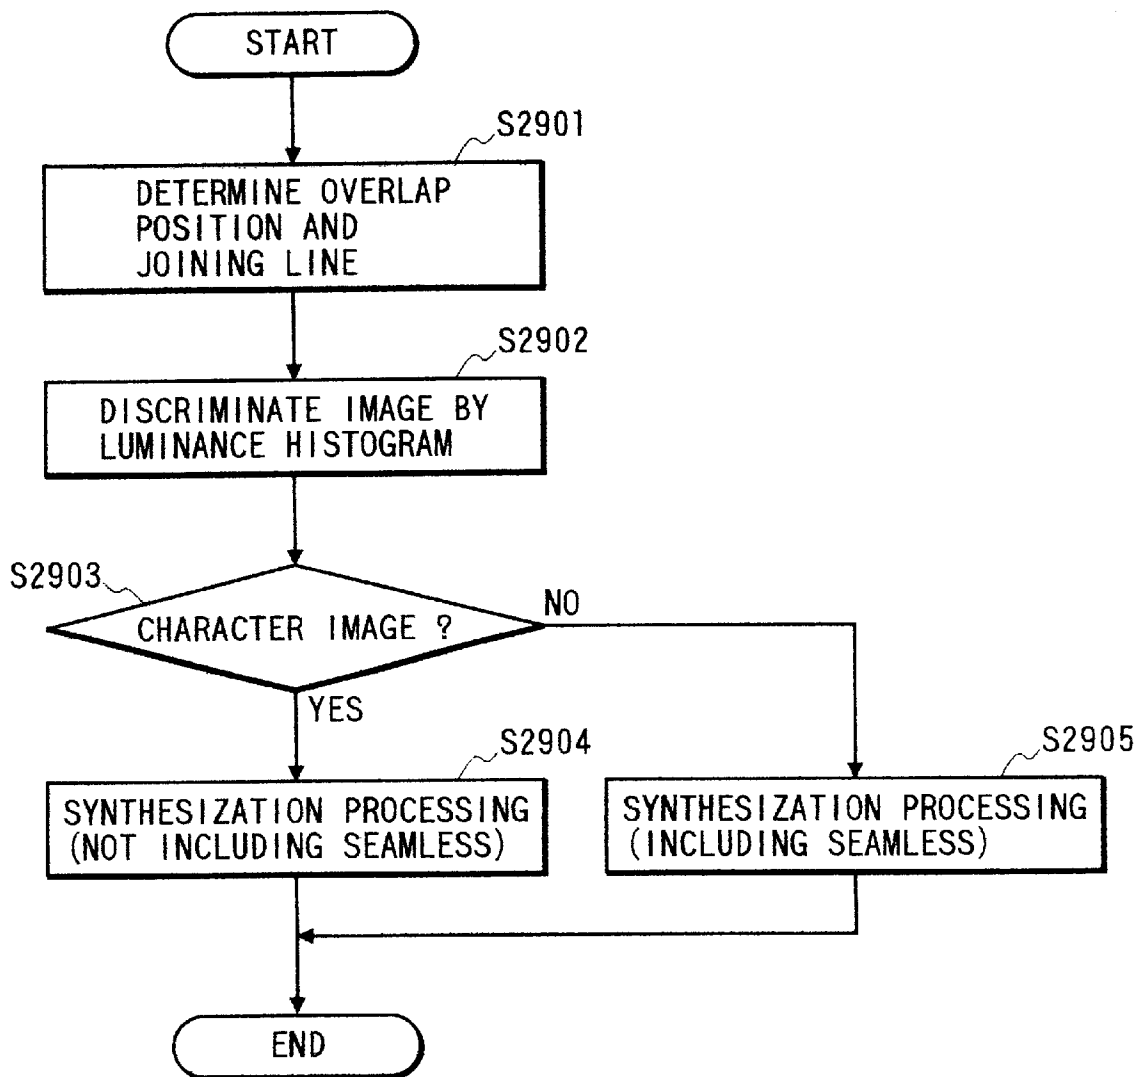 START
S2901
DETERMINE OVERLAP
POSITION AND
JOINING LINE
S2902
DISCRIMINATE IMAGE BY
LUMINANCE HISTOGRAM
S2903
CHARACTER IMAGE ?
NO
YES
S2904
SYNTHESIZATION PROCESSING
(NOT INCLUDING SEAMLESS)
S2905
SYNTHESIZATION PROCESSING
(INCLUDING SEAMLESS)
END